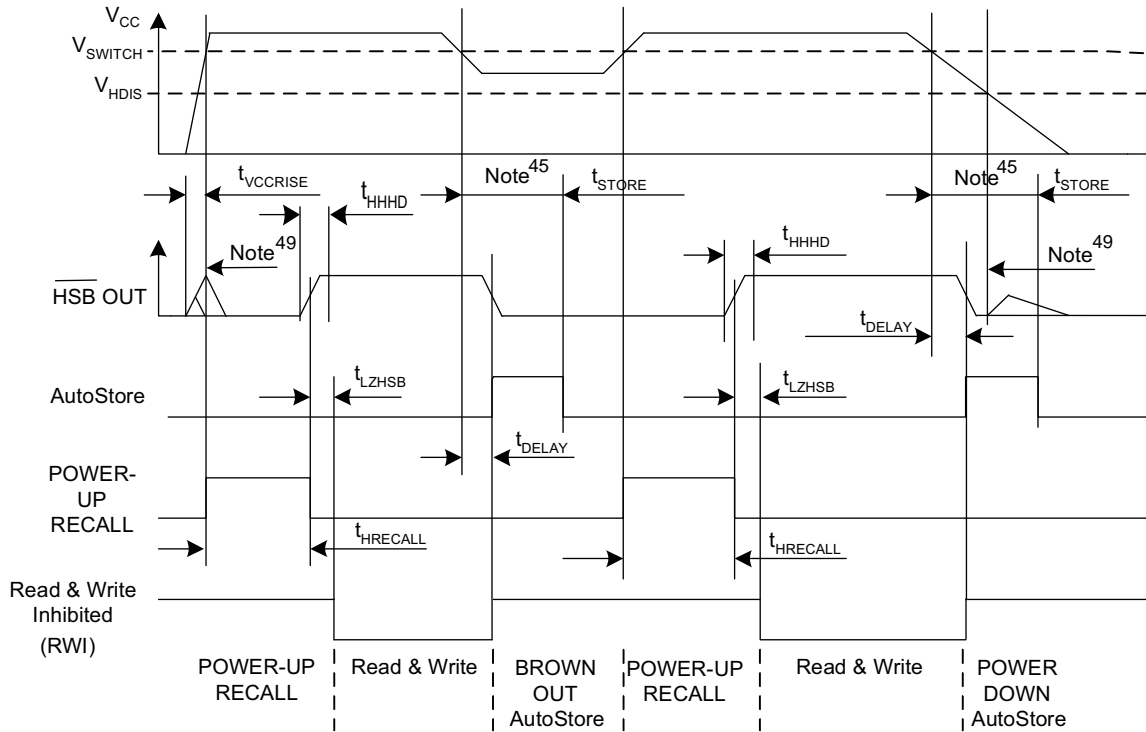 VCC
VSWITCH
VHDIS
tVCCRISE
Note45
tSTORE
Note45
tSTORE
tHHHD
tHHHD
Note49
Note49
HSB OUT
tDELAY
tLZHSB
tLZHSB
AutoStore
tDELAY
POWER-
UP
RECALL
tHRECALL
tHRECALL
Read & Write
Inhibited
(RWI)
POWER-UP
RECALL
Read & Write
BROWN
OUT
AutoStore
POWER-UP
RECALL
Read & Write
POWER
DOWN
AutoStore